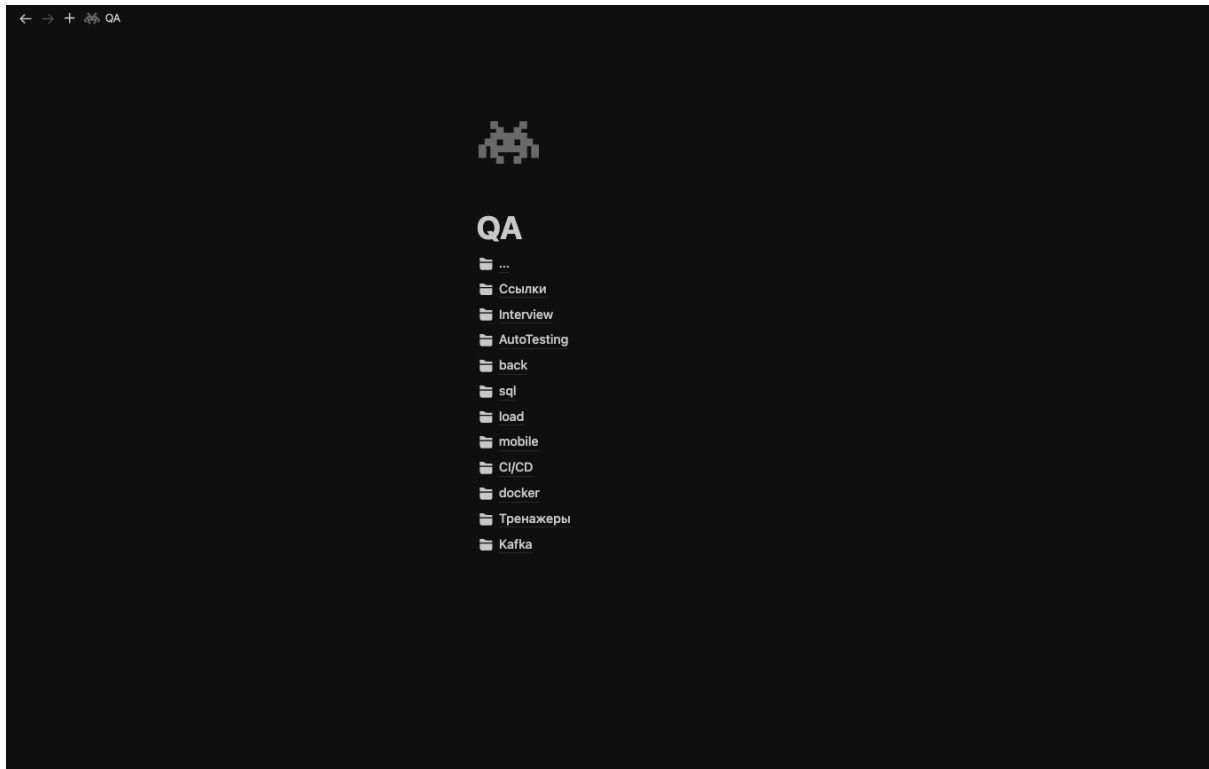 QA
QA
...
Ссылки
Interview
AutoTesting
back
sql
load
mobile
CI/CD
docker
Тренажеры
Kafka